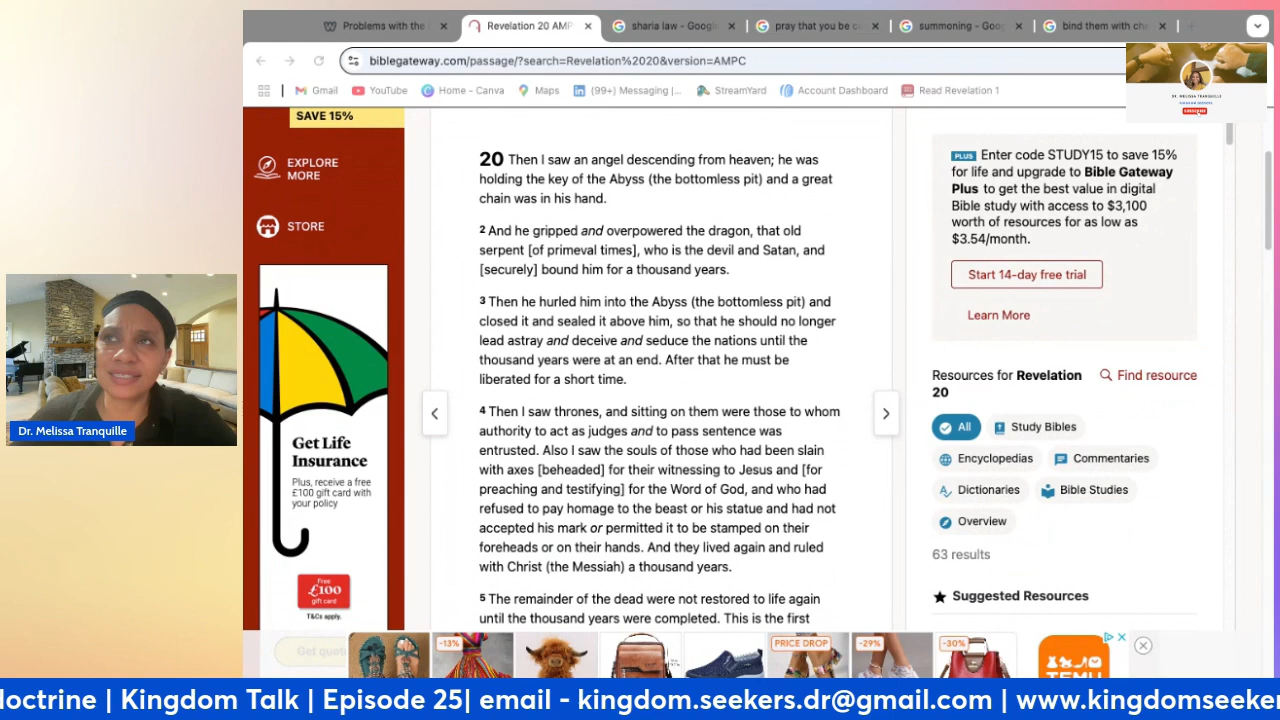 Problems with the
Revelation 20 AMP
sharia law - Google
pray that you be c
summoning - Goog
bind them with cha
biblegateway.com/passage/?search=Revelation%2020&version=AMPC
Gmail
YouTube
Home - Canva
Maps
(99+) Messaging |...
StreamYard
Account Dashboard
Read Revelation 1
DR. MELISSA TRANQUILLE
KINGDOM SEEKERS
SUBSCRIBE
SAVE 15%
EXPLORE
MORE
STORE
Get Life
Insurance
Plus, receive a free
£100 gift card with
your policy
Free
£100
gift card
T&Cs apply.
Get quote
20 Then I saw an angel descending from heaven; he was
holding the key of the Abyss (the bottomless pit) and a great
chain was in his hand.
2 And he gripped and overpowered the dragon, that old
serpent [of primeval times], who is the devil and Satan, and
[securely] bound him for a thousand years.
3 Then he hurled him into the Abyss (the bottomless pit) and
closed it and sealed it above him, so that he should no longer
lead astray and deceive and seduce the nations until the
thousand years were at an end. After that he must be
liberated for a short time.
4 Then I saw thrones, and sitting on them were those to whom
authority to act as judges and to pass sentence was
entrusted. Also I saw the souls of those who had been slain
with axes [beheaded] for their witnessing to Jesus and [for
preaching and testifying] for the Word of God, and who had
refused to pay homage to the beast or his statue and had not
accepted his mark or permitted it to be stamped on their
foreheads or on their hands. And they lived again and ruled
with Christ (the Messiah) a thousand years.
5 The remainder of the dead were not restored to life again
until the thousand years were completed. This is the first
PLUS Enter code STUDY15 to save 15%
for life and upgrade to Bible Gateway
Plus to get the best value in digital
Bible study with access to $3,100
worth of resources for as low as
$3.54/month.
Start 14-day free trial
Learn More
Resources for Revelation
20
Find resource
All
Study Bibles
Encyclopedias
Commentaries
Dictionaries
Bible Studies
Overview
63 results
Suggested Resources
-13%
PRICE DROP
-29%
-30%
TEMU
Dr. Melissa Tranquille
doctrine | Kingdom Talk | Episode 25| email - kingdom.seekers.dr@gmail.com | www.kingdomseeke